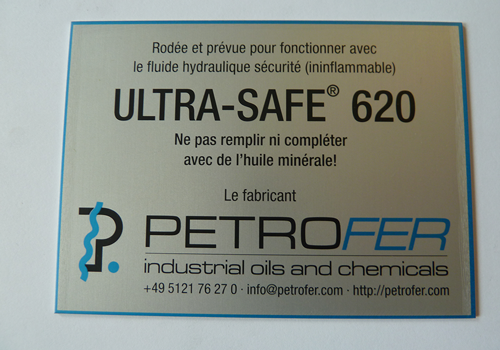 Rodée et prévue pour fonctionner avec
le fluide hydraulique sécurité (ininflammable)
ULTRA-SAFE® 620
Ne pas remplir ni compléter
avec de l'huile minérale!
Le fabricant
P.
PETROFER
industrial oils and chemicals
+49 5121 76 27 0 · info@petrofer.com · http://petrofer.com